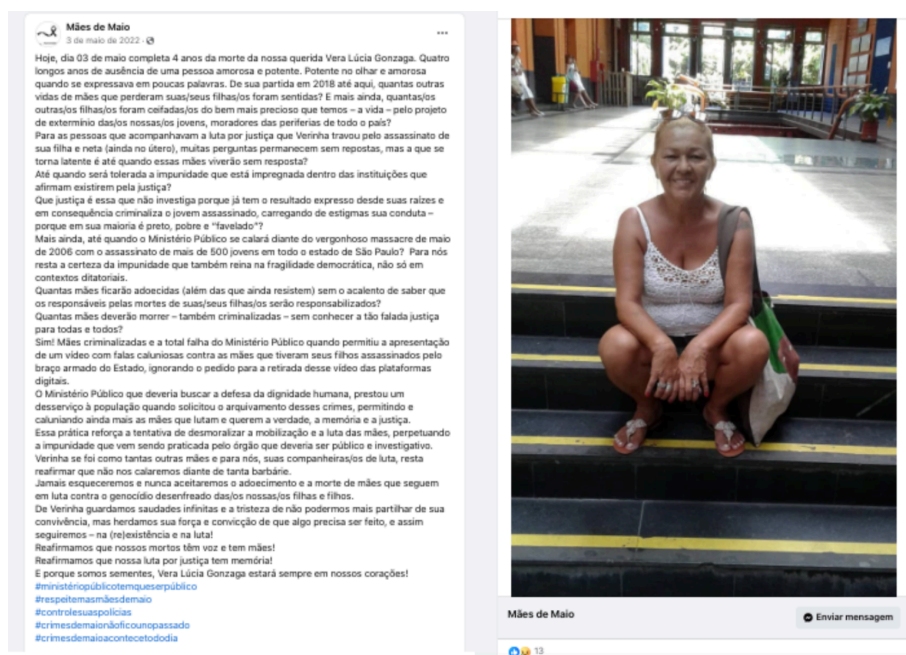 Mães de Maio
3 de maio de 2022 ·
Hoje, dia 03 de maio completa 4 anos da morte da nossa querida Vera Lúcia Gonzaga. Quatro
longos anos de ausência de uma pessoa amorosa e potente. Potente no olhar e amorosa
quando se expressava em poucas palavras. De sua partida em 2018 até aqui, quantas outras
vidas de mães que perderam suas/seus filhas/os foram sentidas? E mais ainda, quantas/os
outras/os filhas/os foram ceifadas/os do bem mais precioso que temos – a vida – pelo projeto
de extermínio das/os nossas/os jovens, moradores das periferias de todo o país?
Para as pessoas que acompanhavam a luta por justiça que Verinha travou pelo assassinato de
sua filha e neta (ainda no útero), muitas perguntas permanecem sem repostas, mas a que se
torna latente é até quando essas mães viverão sem resposta?
Até quando será tolerada a impunidade que está impregnada dentro das instituições que
afirmam existirem pela justiça?
Que justiça é essa que não investiga porque já tem o resultado expresso desde suas raízes e
em consequência criminaliza o jovem assassinado, carregando de estigmas sua conduta –
porque em sua maioria é preto, pobre e "favelado"?
Mais ainda, até quando o Ministério Público se calará diante do vergonhoso massacre de maio
de 2006 com o assassinato de mais de 500 jovens em todo o estado de São Paulo? Para nós
resta a certeza da impunidade que também reina na fragilidade democrática, não só em
contextos ditatoriais.
Quantas mães ficarão adoecidas (além das que ainda resistem) sem o acalento de saber que
os responsáveis pelas mortes de suas/seus filhas/os serão responsabilizados?
Quantas mães deverão morrer – também criminalizadas – sem conhecer a tão falada justiça
para todas e todos?
Sim! Mães criminalizadas e a total falha do Ministério Público quando permitiu a apresentação
de um vídeo com falas caluniosas contra as mães que tiveram seus filhos assassinados pelo
braço armado do Estado, ignorando o pedido para a retirada desse vídeo das plataformas
digitais.
O Ministério Público que deveria buscar a defesa da dignidade humana, prestou um
desserviço à população quando solicitou o arquivamento desses crimes, permitindo e
caluniando ainda mais as mães que lutam e querem a verdade, a memória e a justiça.
Essa prática reforça a tentativa de desmoralizar a mobilização e a luta das mães, perpetuando
a impunidade que vem sendo praticada pelo órgão que deveria ser público e investigativo.
Verinha se foi como tantas outras mães e para nós, suas companheiras/os de luta, resta
reafirmar que não nos calaremos diante de tanta barbárie.
Jamais esqueceremos e nunca aceitaremos o adoecimento e a morte de mães que seguem
em luta contra o genocídio desenfreado das/os nossas/os filhas e filhos.
De Verinha guardamos saudades infinitas e a tristeza de não podermos mais partilhar de sua
convivência, mas herdamos sua força e convicção de que algo precisa ser feito, e assim
seguiremos – na (re)existência e na luta!
Reafirmamos que nossos mortos têm voz e tem mães!
Reafirmamos que nossa luta por justiça tem memória!
E porque somos sementes, Vera Lúcia Gonzaga estará sempre em nossos corações!
#ministériopúblicotemqueserpúblico
#respeitemasmãesdemaio
#controlesuaspolícias
#crimesdemaionãoficounopassado
#crimesdemaioacontecetododia
Mães de Maio
Enviar mensagem
13